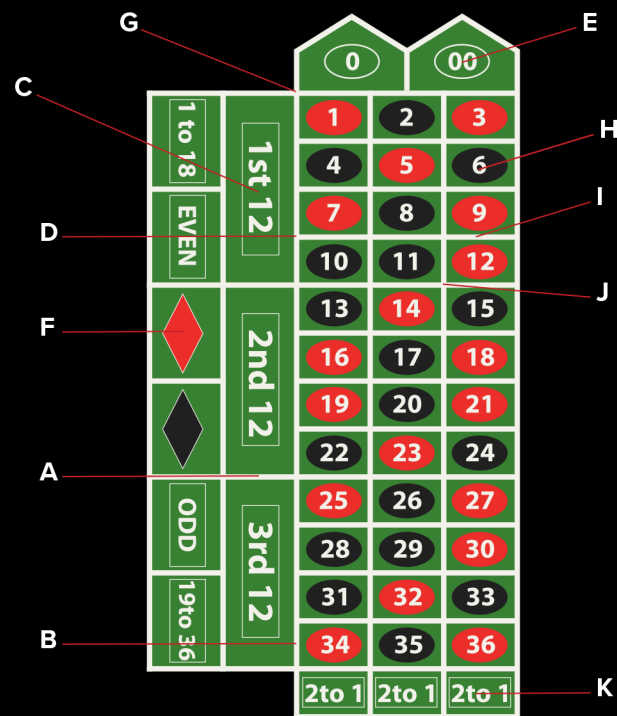 G
E
0
00
C
1 to 18
1st 12
1
2
3
H
4
5
6
I
EVEN
7
8
9
D
10
11
12
J
F
2nd 12
13
14
15
16
17
18
19
20
21
22
23
24
A
ODD
3rd 12
25
26
27
28
29
30
19to 36
31
32
33
B
34
35
36
2to 1
2to 1
2to 1
K